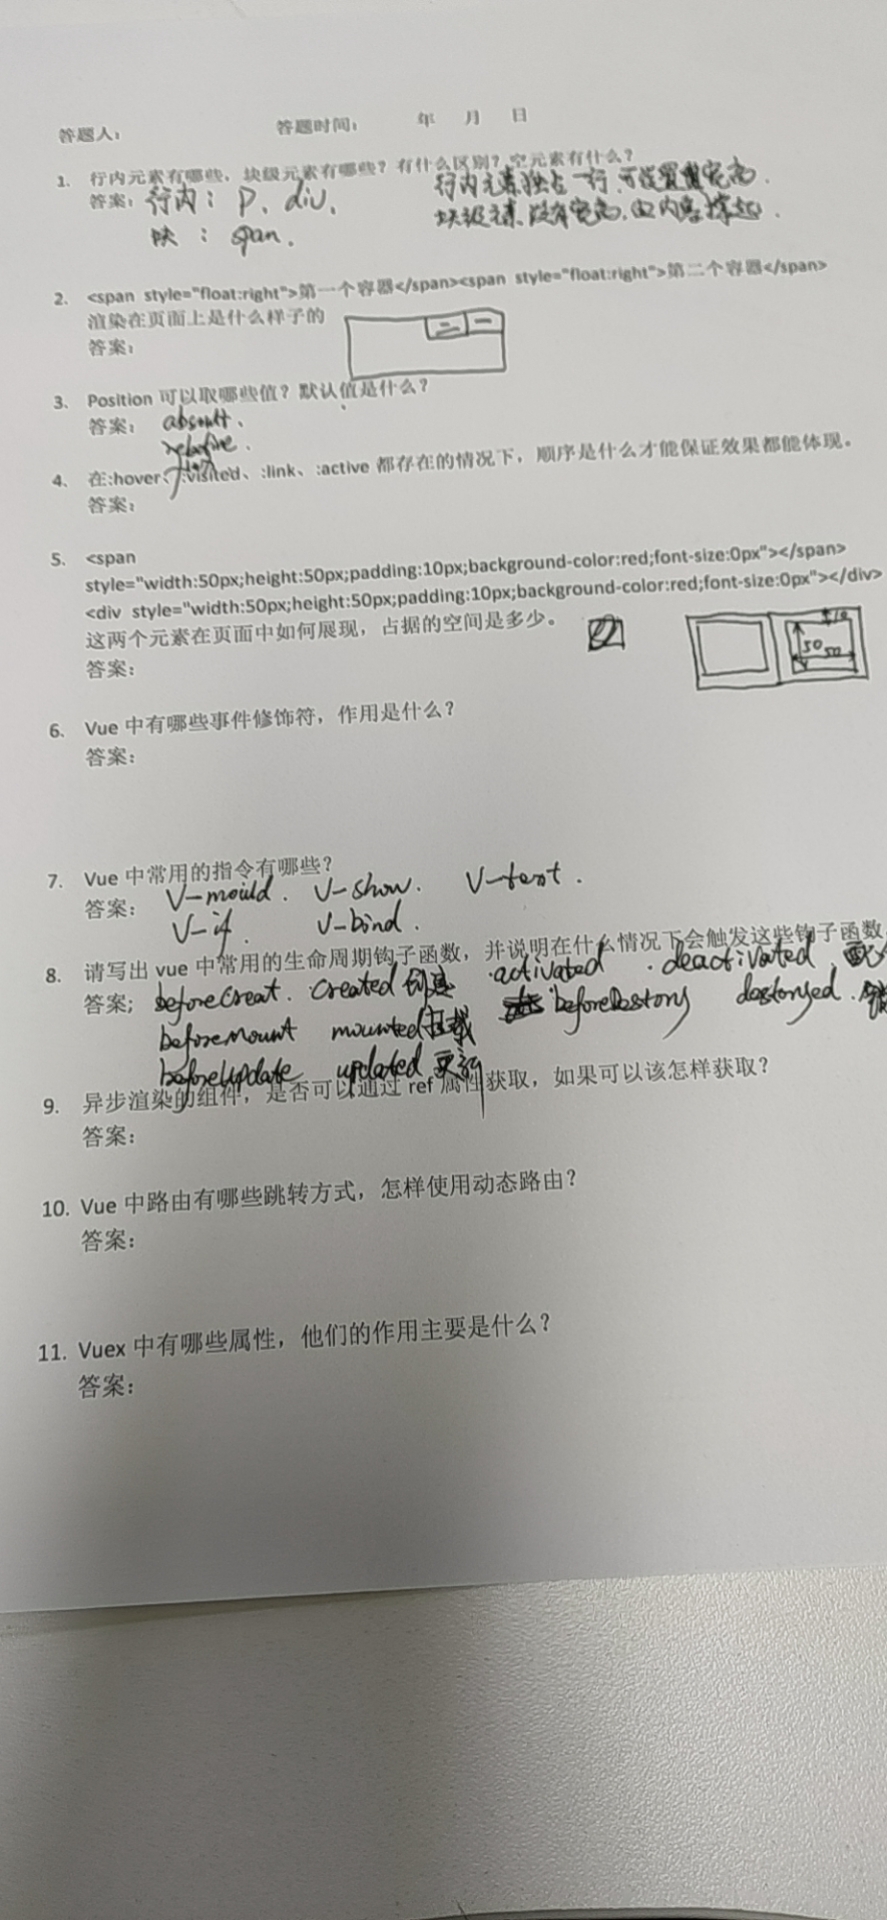 答题人： 答题时间： 年 月 日
1. 行内元素有哪些，块级元素有哪些？有什么区别？空元素有什么？
答案：行内：P、div、 行内元素独占一行、可设置宽高．
块：span． 块级元素、没有宽高、由内容撑起．
2、 <span style="float:right">第一个容器</span><span style="float:right">第二个容器</span>
渲染在页面上是什么样子的
二 一
答案：
3、 Position 可以取哪些值？默认值是什么？
答案：
relative．
4、 在:hover、:visited、:link、:active 都存在的情况下，顺序是什么才能保证效果都能体现。
答案：
5、 <span
style="width:50px;height:50px;padding:10px;background-color:red;font-size:0px"></span>
<div style="width:50px;height:50px;padding:10px;background-color:red;font-size:0px"></div>
这两个元素在页面中如何展现，占据的空间是多少。
10
50 50
答案：
6、 Vue 中有哪些事件修饰符，作用是什么？
答案：
7. Vue 中常用的指令有哪些？
答案： V-show． V-text．
V-if． V-bind．
8. 请写出 vue 中常用的生命周期钩子函数，并说明在什么情况下会触发这些钩子函数
答案; beforeCreat． Created 创建 activated ．deactivated．
beforeMount mounted 挂载 beforeDestory destoryed．
beforeUpdate updated 更新
9. 异步渲染的组件，是否可以通过 ref 属性获取，如果可以该怎样获取？
答案：
10. Vue 中路由有哪些跳转方式，怎样使用动态路由？
答案：
11. Vuex 中有哪些属性，他们的作用主要是什么？
答案：